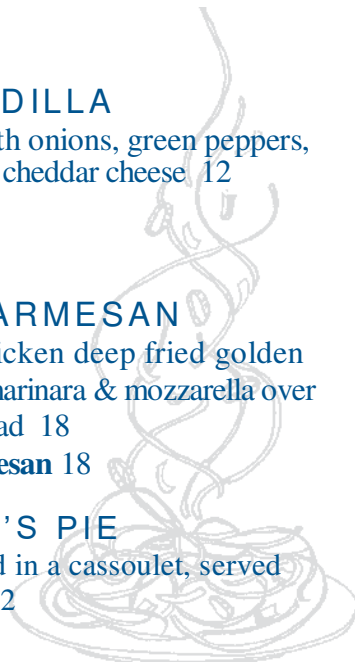 DILLA
th onions, green peppers,
cheddar cheese 12
ARMESAN
icken deep fried golden
marinara & mozzarella over
ad 18
esan 18
’S PIE
d in a cassoulet, served
2